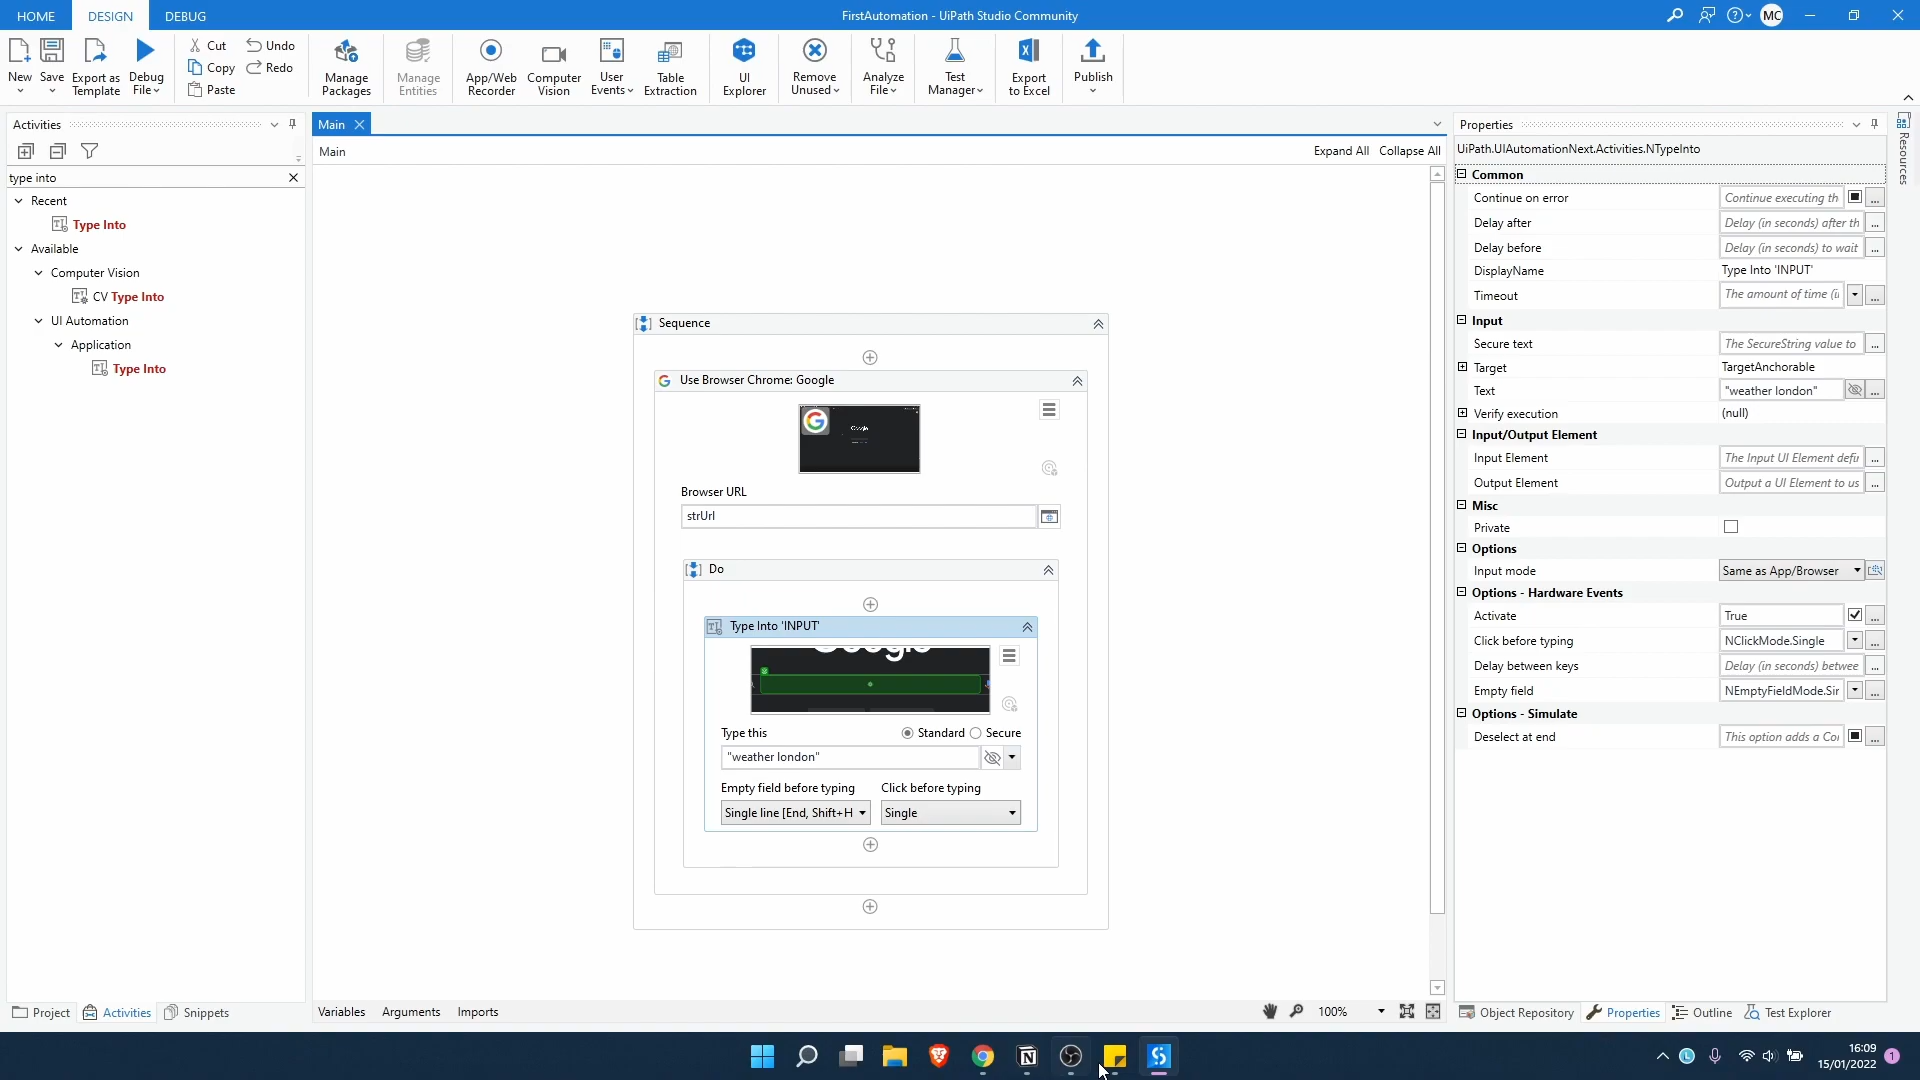 HOME DESIGN DEBUG FirstAutomation - UiPath Studio Community MC
New
Save
Export as
Template
Debug
File
Cut
Copy
Paste
Undo
Redo
Manage
Packages
Manage
Entities
App/Web
Recorder
Computer
Vision
User
Events
Table
Extraction
UI
Explorer
Remove
Unused
Analyze
File
Test
Manager
Export
to Excel
Publish
Activities
type into
Recent
Type Into
Available
Computer Vision
CV Type Into
UI Automation
Application
Type Into
Project Activities Snippets
Main
Main Expand All Collapse All
Sequence
Use Browser Chrome: Google
Google
Browser URL
strUrl
Do
Type Into 'INPUT'
Google
Type this Standard Secure
"weather london"
Empty field before typing Click before typing
Single line [End, Shift+H Single
Variables Arguments Imports 100%
Properties
UiPath.UIAutomationNext.Activities.NTypeInto
Common
Continue on error Continue executing th ...
Delay after Delay (in seconds) after th ...
Delay before Delay (in seconds) to wait ...
DisplayName Type Into 'INPUT'
Timeout The amount of time (i ...
Input
Secure text The SecureString value to ...
Target TargetAnchorable
Text "weather london" ...
Verify execution (null)
Input/Output Element
Input Element The Input UI Element defi ...
Output Element Output a UI Element to us ...
Misc
Private
Options
Input mode Same as App/Browser
Options - Hardware Events
Activate True ...
Click before typing NClickMode.Single ...
Delay between keys Delay (in seconds) betwee ...
Empty field NEmptyFieldMode.Sir ...
Options - Simulate
Deselect at end This option adds a Co ...
Object Repository Properties Outline Test Explorer
Resources
16:09
15/01/2022
1